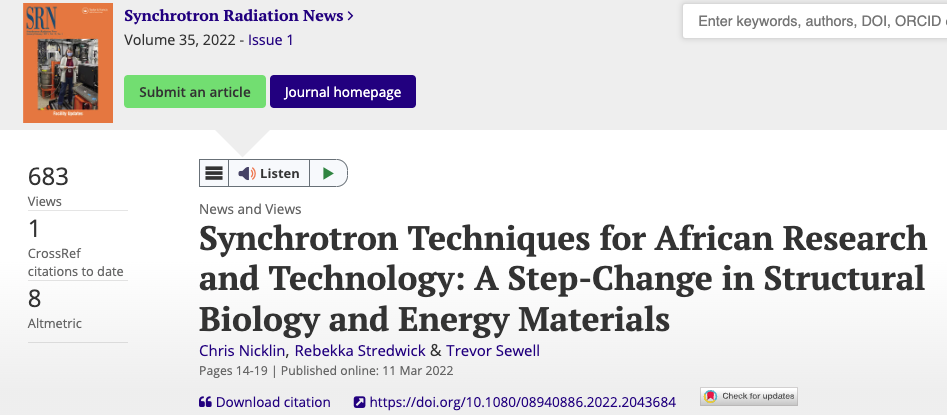 SRN
Synchrotron Radiation News >
Volume 35, 2022 - Issue 1
Enter keywords, authors, DOI, ORCID
Submit an article
Journal homepage
Facility Updates
683
Views
1
CrossRef
citations to date
8
Altmetric
Listen
News and Views
Synchrotron Techniques for African Research
and Technology: A Step-Change in Structural
Biology and Energy Materials
Chris Nicklin, Rebekka Stredwick & Trevor Sewell
Pages 14-19 | Published online: 11 Mar 2022
Download citation
https://doi.org/10.1080/08940886.2022.2043684
Check for updates